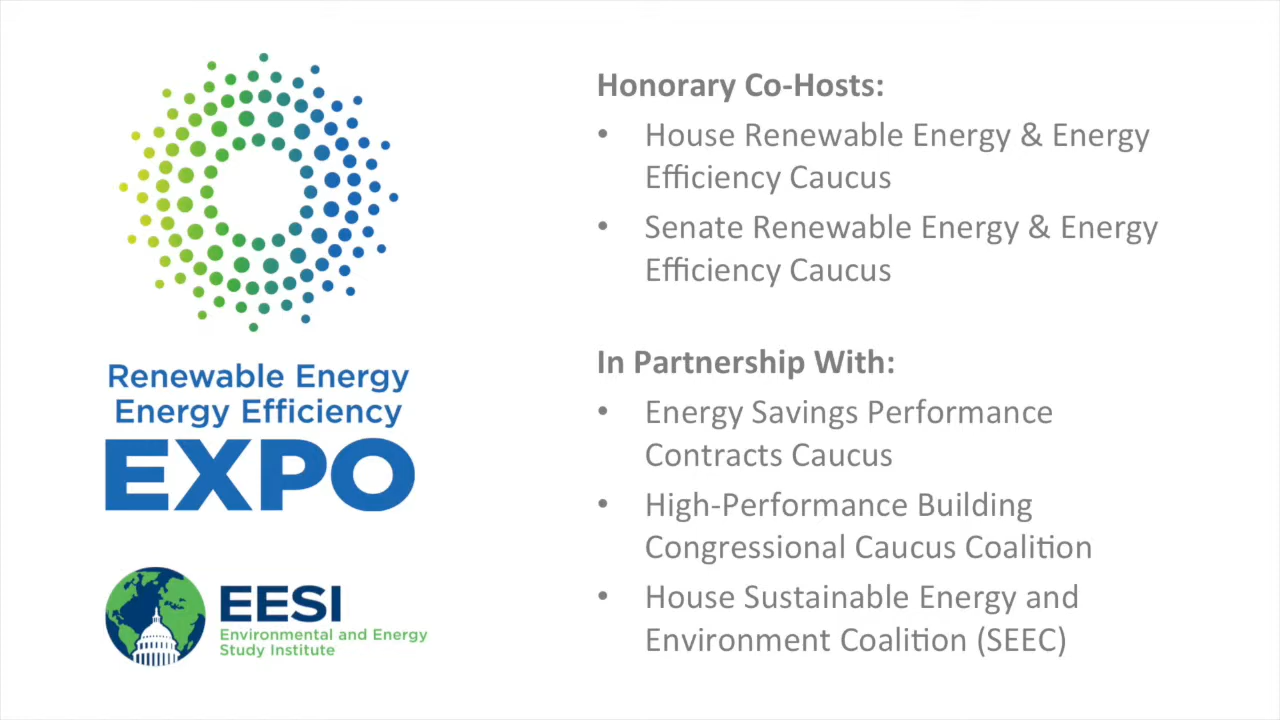 Renewable Energy
Energy Efficiency
EXPO
EESI
Environmental and Energy
Study Institute
Honorary Co-Hosts:
• House Renewable Energy & Energy
Efficiency Caucus
• Senate Renewable Energy & Energy
Efficiency Caucus
In Partnership With:
• Energy Savings Performance
Contracts Caucus
• High-Performance Building
Congressional Caucus Coalition
• House Sustainable Energy and
Environment Coalition (SEEC)